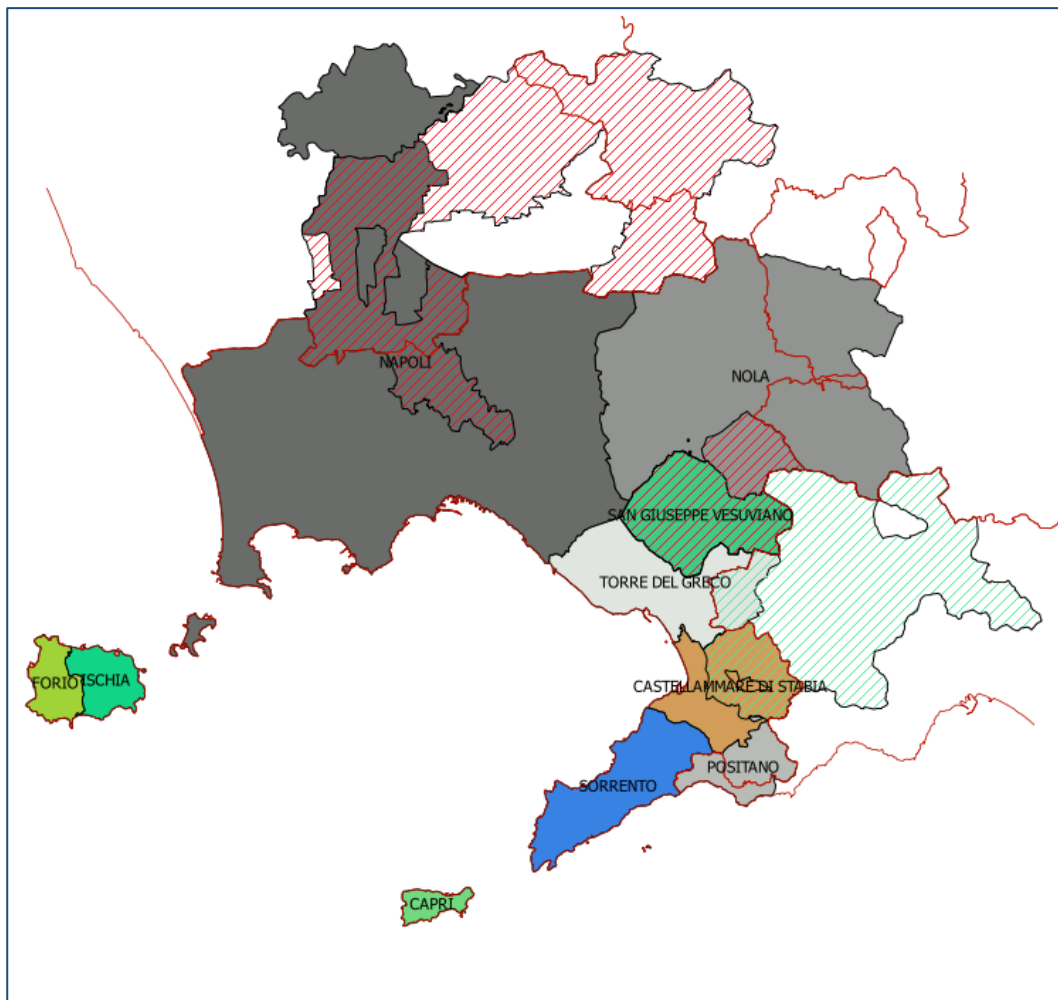 NAPOLI
NOLA
SAN GIUSEPPE VESUVIANO
TORRE DEL GRECO
FORIO
ISCHIA
CASTELLAMMARE DI STABIA
POSITANO
SORRENTO
CAPRI